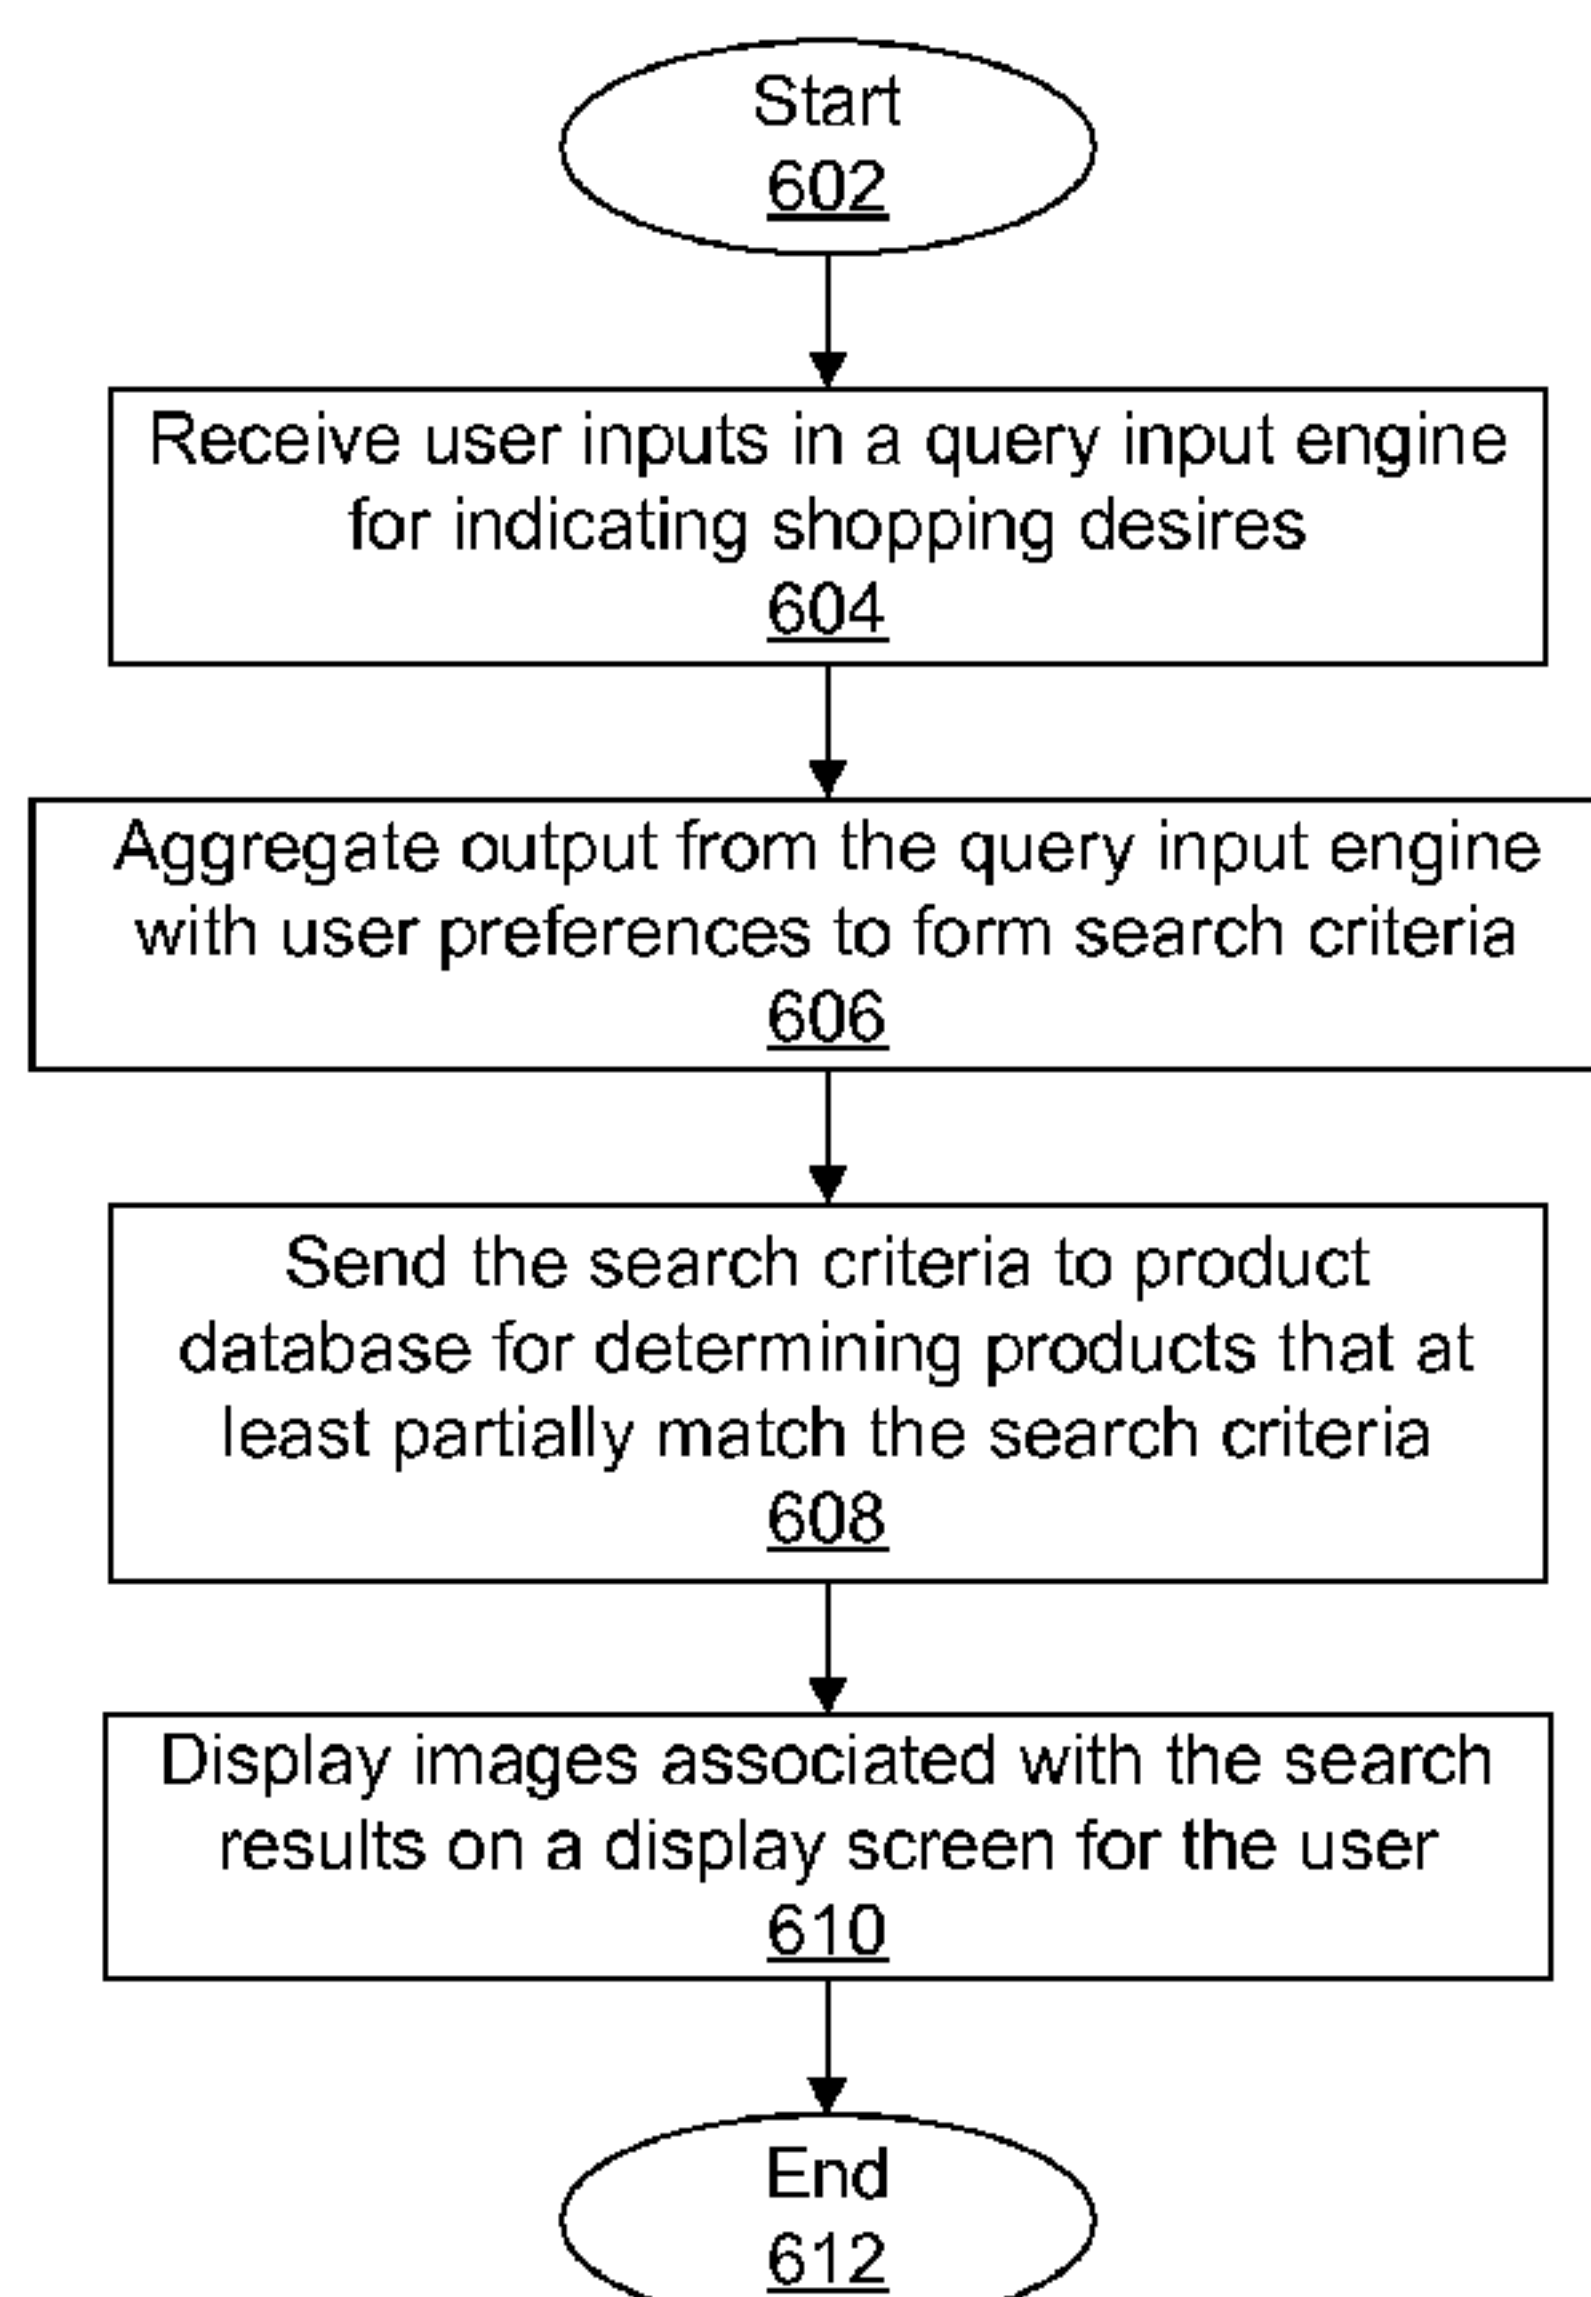 Start
602
Receive user inputs in a query input engine
for indicating shopping desires
604
Aggregate output from the query input engine
with user preferences to form search criteria
606
Send the search criteria to product
database for determining products that at
least partially match the search criteria
608
Display images associated with the search
results on a display screen for the user
610
End
612